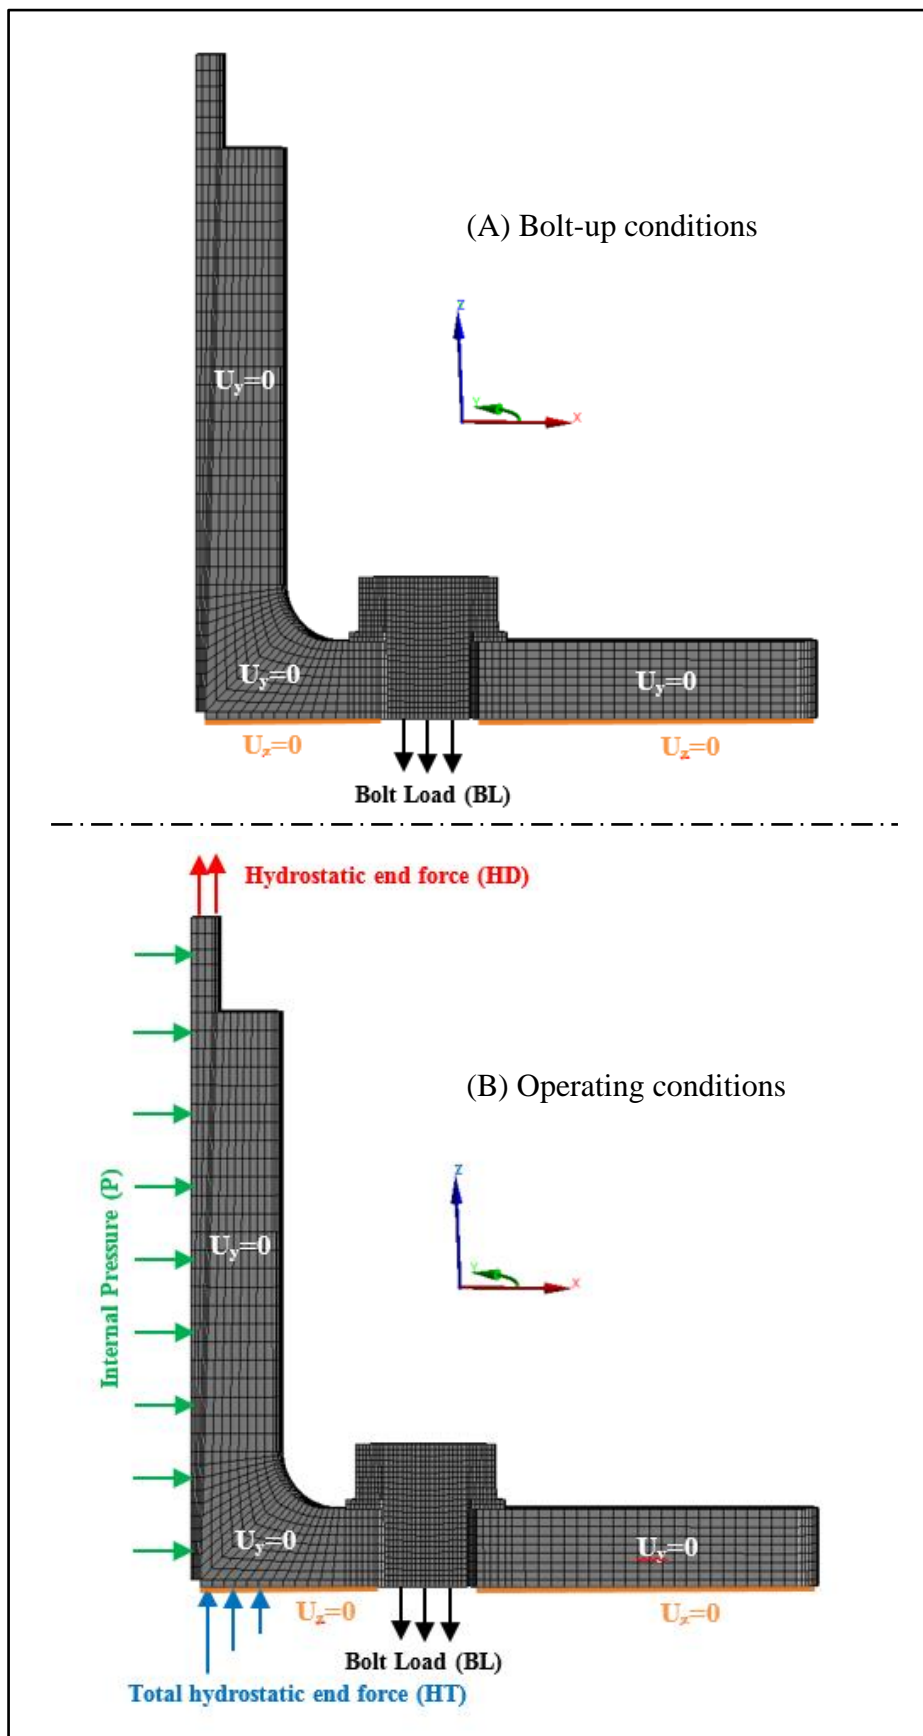 (A) Bolt-up conditions
Z
Uy=0
Y
X
Uy=0
Uy=0
Uz=0
Uz=0
Bolt Load (BL)
Hydrostatic end force (HD)
(B) Operating conditions
Z
Internal Pressure (P)
Uy=0
Y
X
Uy=0
Uy=0
Uz=0
Uz=0
Bolt Load (BL)
Total hydrostatic end force (HT)